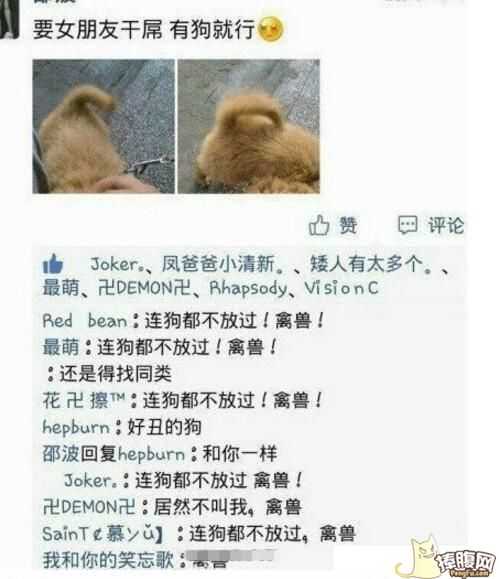 要女朋友干屌 有狗就行
赞 评论
Joker。、凤爸爸小清新。、矮人有太多个。、
最萌、卍DEMON卍、Rhapsody、VisionC
Red bean：连狗都不放过！禽兽！
最萌：连狗都不放过！禽兽！
：还是得找同类
花 卍 擦™：连狗都不放过！禽兽！
hepburn：好丑的狗
邵波回复hepburn：和你一样
Joker。：连狗都不放过 禽兽！
卍DEMON卍：居然不叫我，禽兽
SainT¢慕ソǔ】：连狗都不放过，禽兽
我和你的笑忘歌：禽兽
捧腹网
PengFu.com